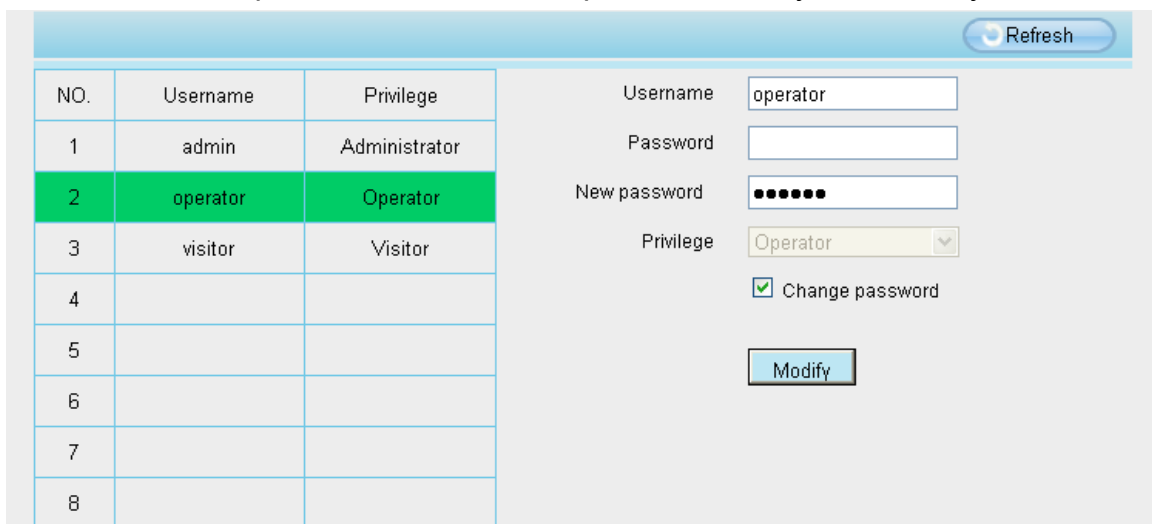 Refresh
NO. Username Privilege
1 admin Administrator
2 operator Operator
3 visitor Visitor
4
5
6
7
8
Username operator
Password
New password ●●●●●●
Privilege Operator
Change password
Modify